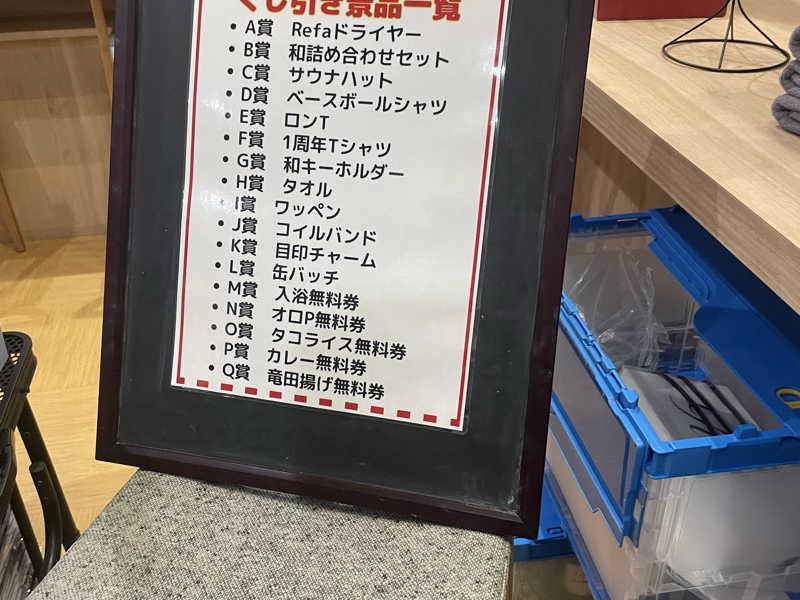 くじ引き景品一覧
・A賞 Refaドライヤー
・B賞 和詰め合わせセット
・C賞 サウナハット
・D賞 ベースボールシャツ
・E賞 ロンT
・F賞 1周年Tシャツ
・G賞 和キーホルダー
・H賞 タオル
・I賞 ワッペン
・J賞 コイルバンド
・K賞 目印チャーム
・L賞 缶バッチ
・M賞 入浴無料券
・N賞 オロP無料券
・O賞 タコライス無料券
・P賞 カレー無料券
・Q賞 竜田揚げ無料券